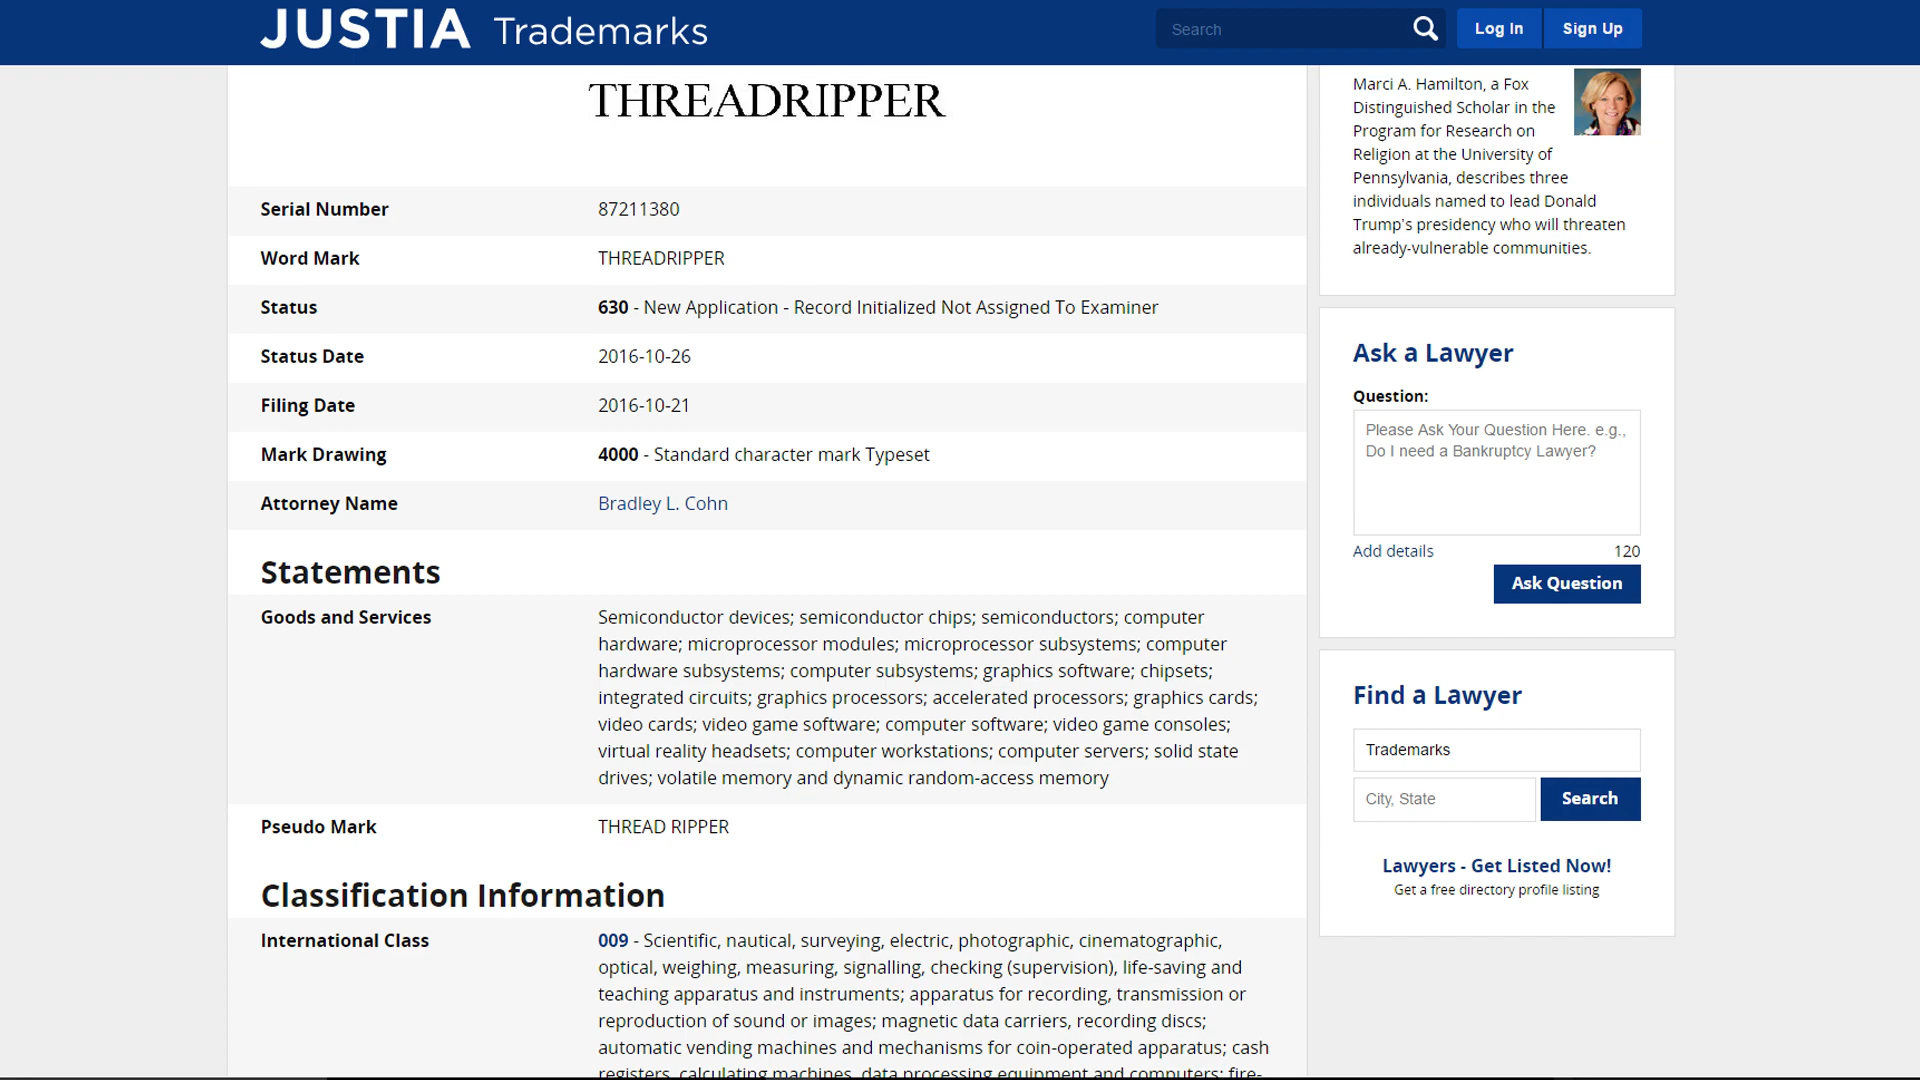 JUSTIA Trademarks
Search
Log In
Sign Up
THREADRIPPER
Serial Number
87211380
Word Mark
THREADRIPPER
Status
630 - New Application - Record Initialized Not Assigned To Examiner
Status Date
2016-10-26
Filing Date
2016-10-21
Mark Drawing
4000 - Standard character mark Typeset
Attorney Name
Bradley L. Cohn
Statements
Goods and Services
Semiconductor devices; semiconductor chips; semiconductors; computer
hardware; microprocessor modules; microprocessor subsystems; computer
hardware subsystems; computer subsystems; graphics software; chipsets;
integrated circuits; graphics processors; accelerated processors; graphics cards;
video cards; video game software; computer software; video game consoles;
virtual reality headsets; computer workstations; computer servers; solid state
drives; volatile memory and dynamic random-access memory
Pseudo Mark
THREAD RIPPER
Classification Information
International Class
009 - Scientific, nautical, surveying, electric, photographic, cinematographic,
optical, weighing, measuring, signalling, checking (supervision), life-saving and
teaching apparatus and instruments; apparatus for recording, transmission or
reproduction of sound or images; magnetic data carriers, recording discs;
automatic vending machines and mechanisms for coin-operated apparatus; cash
registers, calculating machines, data processing equipment and computers; fire-
Marci A. Hamilton, a Fox
Distinguished Scholar in the
Program for Research on
Religion at the University of
Pennsylvania, describes three
individuals named to lead Donald
Trump's presidency who will threaten
already-vulnerable communities.
Ask a Lawyer
Question:
Please Ask Your Question Here. e.g.,
Do I need a Bankruptcy Lawyer?
Add details
120
Ask Question
Find a Lawyer
Trademarks
City, State
Search
Lawyers - Get Listed Now!
Get a free directory profile listing